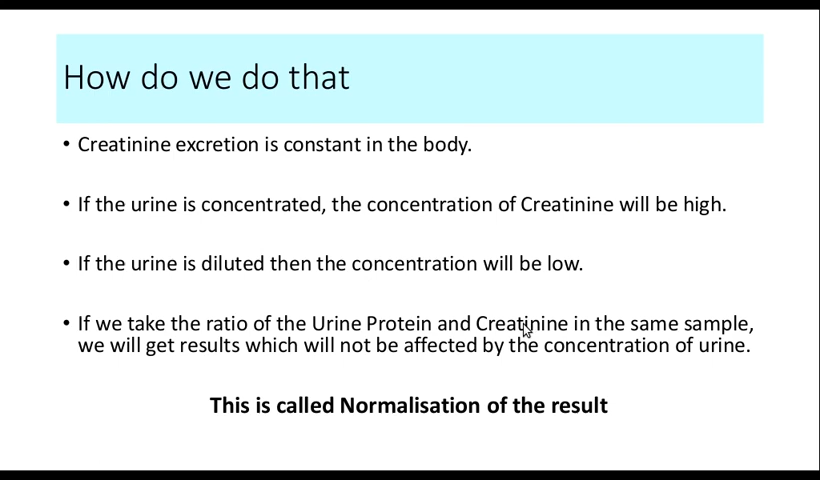 How do we do that
• Creatinine excretion is constant in the body.
• If the urine is concentrated, the concentration of Creatinine will be high.
• If the urine is diluted then the concentration will be low.
• If we take the ratio of the Urine Protein and Creatinine in the same sample,
we will get results which will not be affected by the concentration of urine.
This is called Normalisation of the result